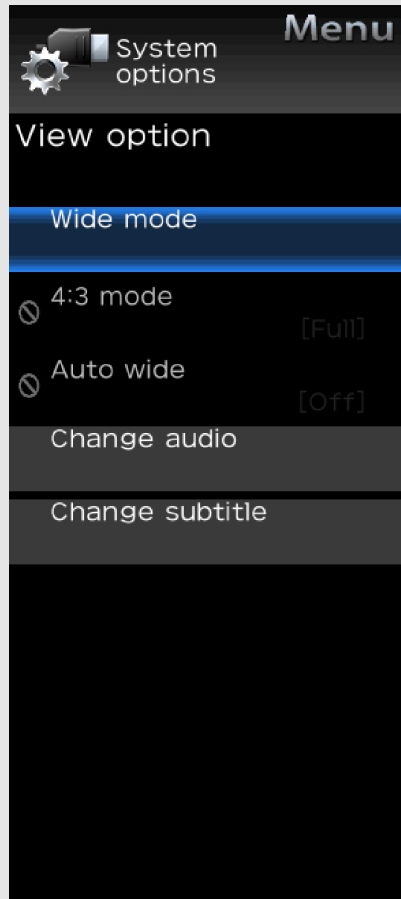 Menu
System
options
View option
Wide mode
4:3 mode
[Full]
Auto wide
[Off]
Change audio
Change subtitle